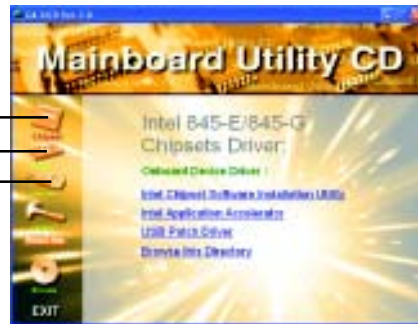 Mainboard Utility CD
Intel 845-E/845-G
Chipsets Driver:
Onboard Device Driver :
Intel Chipset Software Installation Utility
Intel Application Accelerator
USB Patch Driver
Browse this Directory
Chipset
EXIT